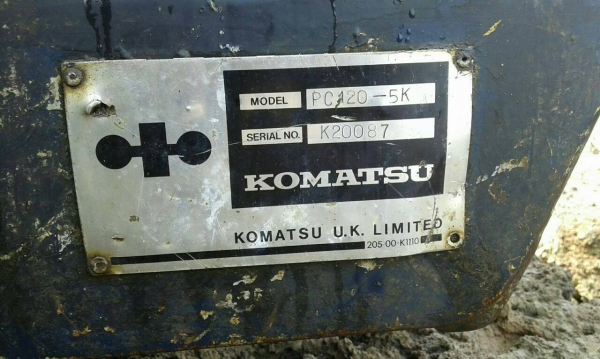 MODEL PC120-5K
SERIAL NO. K20087
KOMATSU
KOMATSU U.K. LIMITED
205-00-K1110